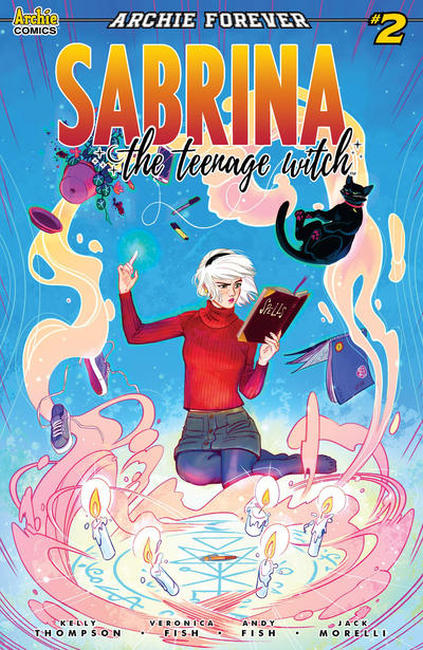 Archie
COMICS
ARCHIE FOREVER
#2
SABRINA
the teenage witch
SPELLS
KELLY VERONICA ANDY JACK
THOMPSON • FISH • FISH • MORELLI